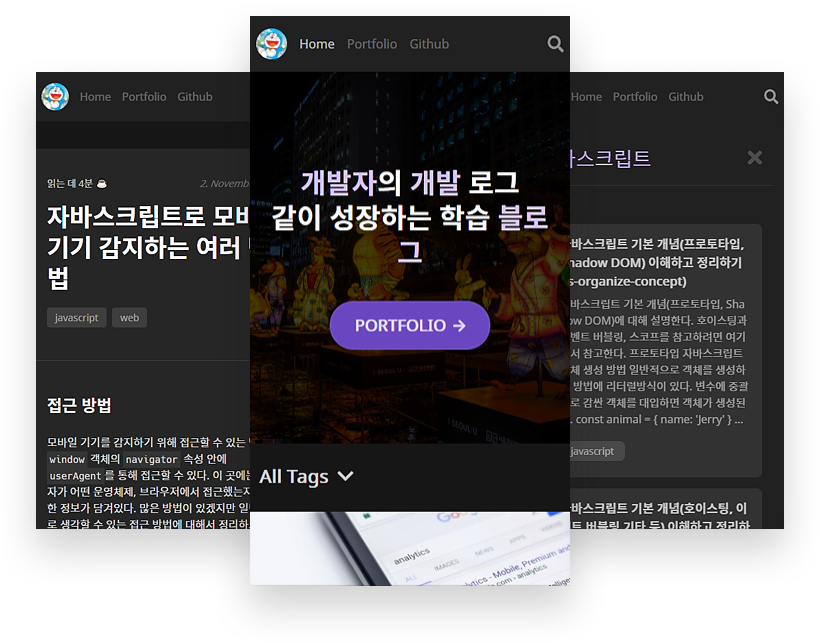 Home Portfolio Github
읽는 데 4분 ☕
2. Novemb
자바스크립트로 모바
기기 감지하는 여러
법
javascript web
접근 방법
모바일 기기를 감지하기 위해 접근할 수 있는
window 객체의 navigator 속성 안에
userAgent 를 통해 접근할 수 있다. 이 곳에는
자가 어떤 운영체제, 브라우저에서 접근했는지
한 정보가 담겨있다. 많은 방법이 있겠지만 일
로 생각할 수 있는 접근 방법에 대해서 정리하
Home Portfolio Github
개발자의 개발 로그
같이 성장하는 학습 블로
그
PORTFOLIO →
I SEOUL U
All Tags
Goog
analytics
ALL IMAGES NEWS APPS VIDEOS
analytics - Mobile, Premium and
.com › analytics
Home Portfolio Github
바스크립트
바스크립트 기본 개념(프로토타입,
hadow DOM) 이해하고 정리하기
s-organize-concept)
바스크립트 기본 개념(프로토타입, Sha
ow DOM)에 대해 설명한다. 호이스팅과
벤트 버블링, 스코프를 참고하려면 여기
서 참고한다. 프로토타입 자바스크립트
체 생성 방법 일반적으로 객체를 생성하
방법에 리터럴방식이 있다. 변수에 중괄
로 감싼 객체를 대입하면 객체가 생성된
. const animal = { name: 'Jerry' } ...
javascript
바스크립트 기본 개념(호이스팅, 이
트 버블링 기타 등) 이해하고 정리하